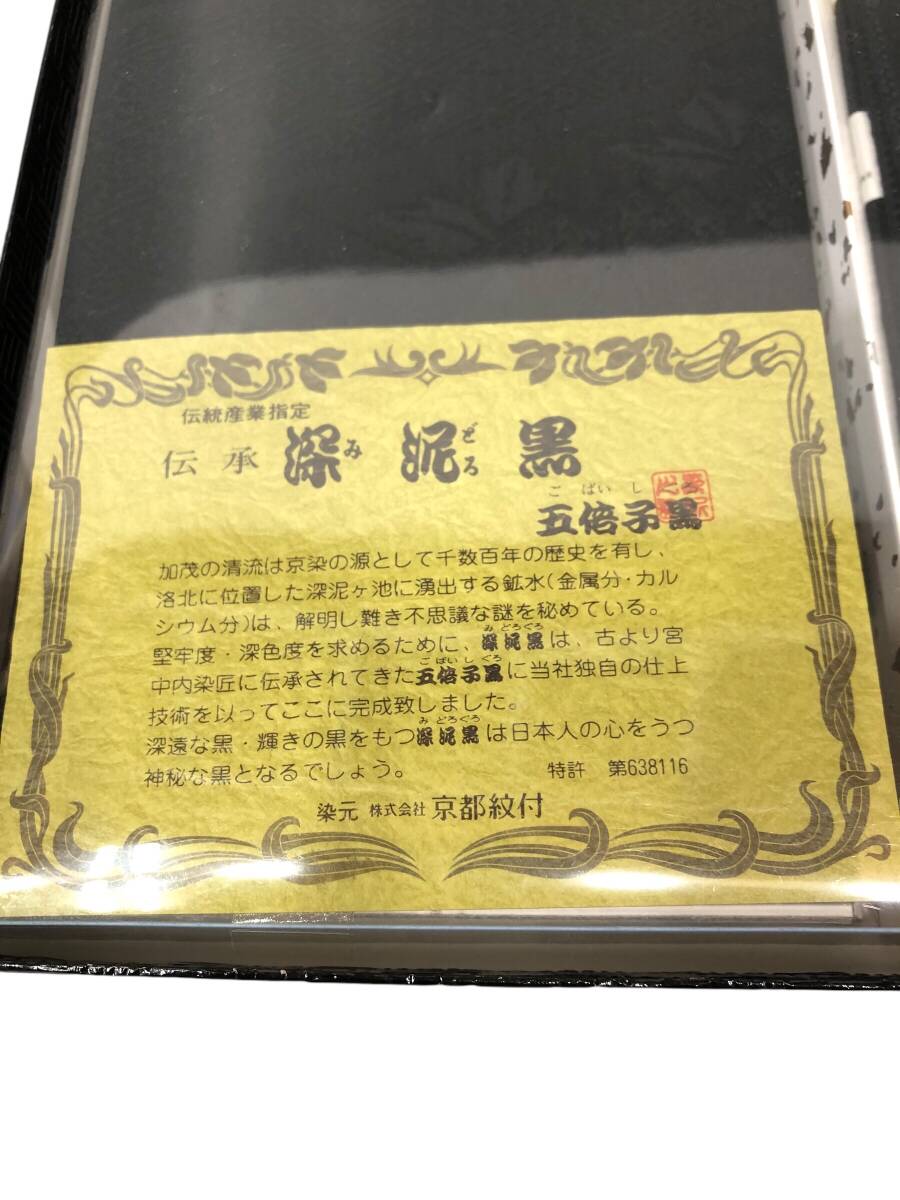 伝統産業指定
伝承 深泥黒
み どろ
ごばいし
五倍子黒
加茂の清流は京染の源として千数百年の歴史を有し、
洛北に位置した深泥ヶ池に湧出する鉱水(金属分・カル
シウム分)は、解明し難き不思議な謎を秘めている。
みどろぐろ
堅牢度・深色度を求めるために、深泥黒は、古より宮
ごばいしぐろ
中内染匠に伝承されてきた五倍子黒に当社独自の仕上
技術を以ってここに完成致しました。
みどろぐろ
深遠な黒・輝きの黒をもつ深泥黒は日本人の心をうつ
神秘な黒となるでしょう。 特許 第638116
染元 株式会社 京都紋付